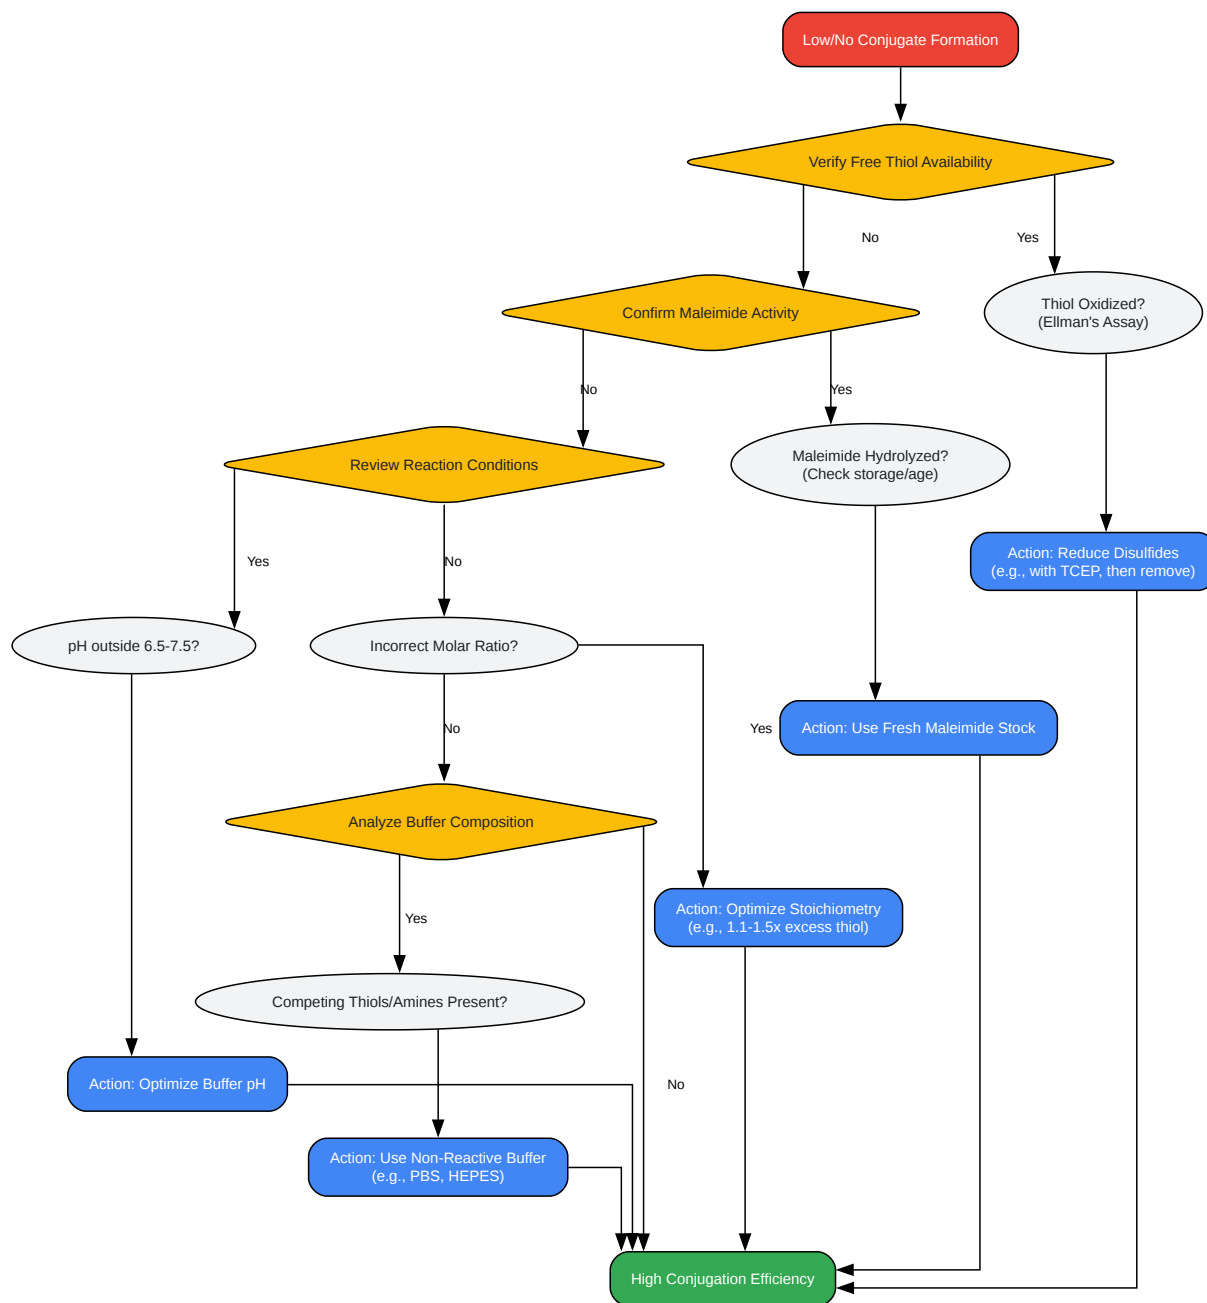 Low/No Conjugate Formation
Verify Free Thiol Availability
No
Yes
Thiol Oxidized?
(Ellman's Assay)
Confirm Maleimide Activity
No
Yes
Maleimide Hydrolyzed?
(Check storage/age)
Review Reaction Conditions
Yes
No
Action: Reduce Disulfides
(e.g., with TCEP, then remove)
pH outside 6.5-7.5?
Incorrect Molar Ratio?
No
Yes
Action: Use Fresh Maleimide Stock
Analyze Buffer Composition
Yes
Action: Optimize Stoichiometry
(e.g., 1.1-1.5x excess thiol)
Competing Thiols/Amines Present?
Action: Optimize Buffer pH
No
Action: Use Non-Reactive Buffer
(e.g., PBS, HEPES)
High Conjugation Efficiency